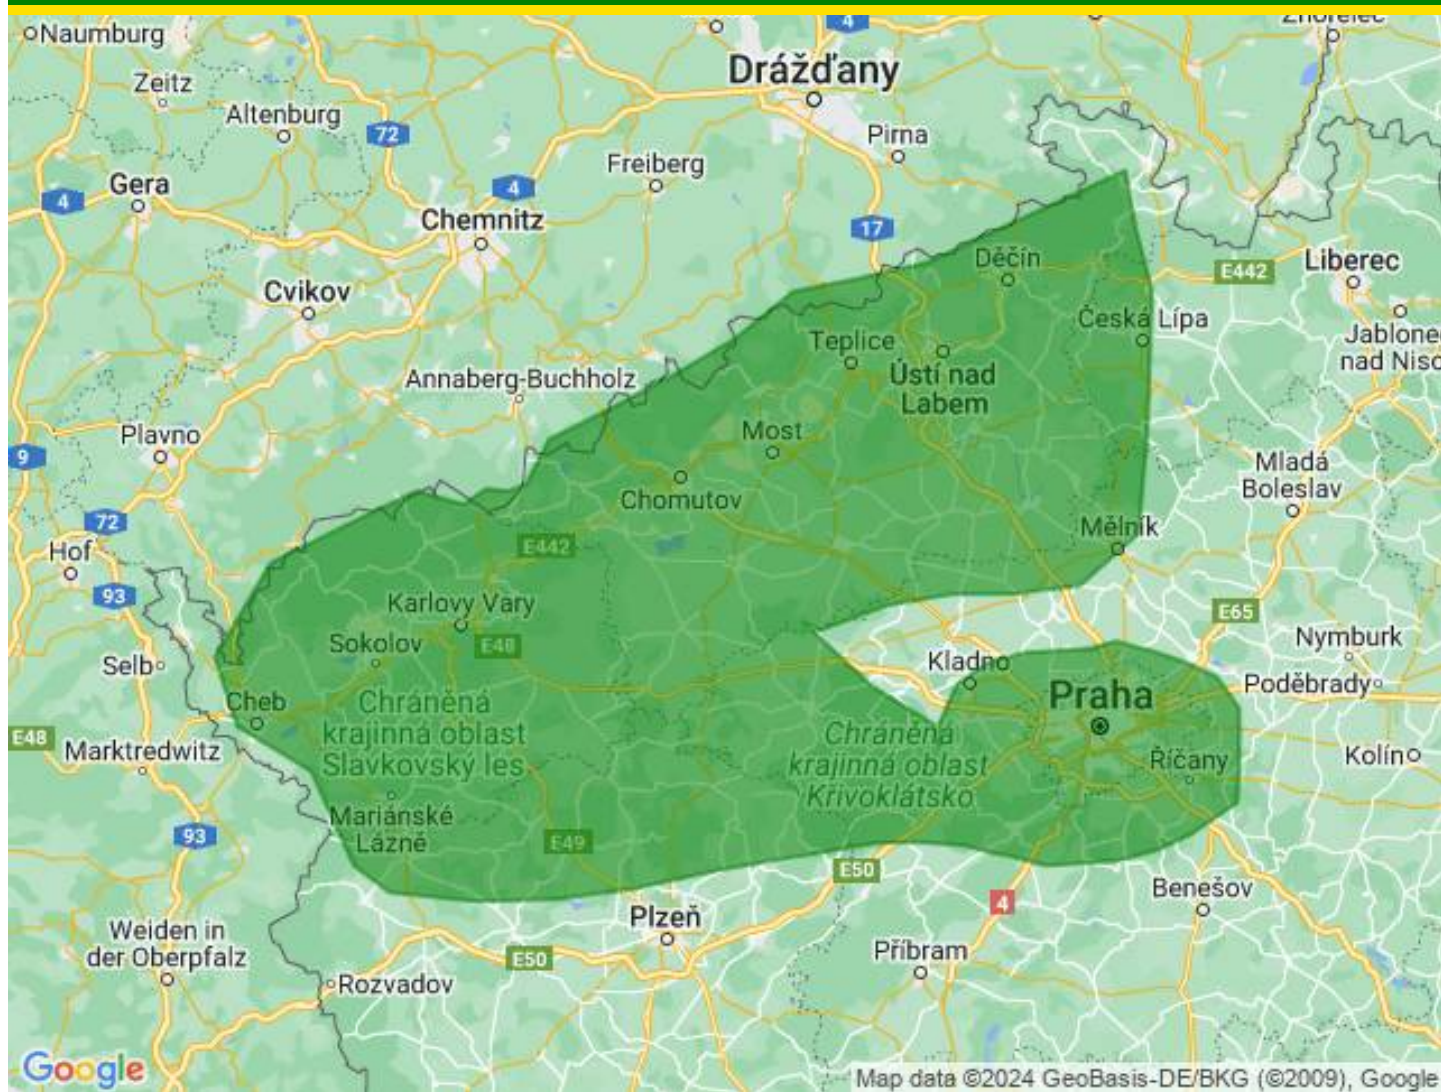 Naumburg
4
Zhořelec
Zeitz
Drážďany
Altenburg
72
Pirna
Freiberg
Gera
4
4
Chemnitz
17
Děčín
E442
Liberec
Cvikov
Česká Lípa
Teplice
Jablonec
nad Niso
Ústí nad
Labem
Annaberg-Buchholz
Plavno
Most
9
Mladá
Boleslav
Chomutov
72
Mělník
Hof
E442
93
Karlovy Vary
E65
Sokolov
E48
Nymburk
Selb
Kladno
Poděbrady
Cheb
Chráněná
krajinná oblast
Slavkovský les
Praha
E48
Marktredwitz
Chráněná
krajinná oblast
Křivoklátsko
Říčany
Kolín
Mariánské
Lázně
93
E49
E50
Benešov
4
Plzeň
Weiden in
der Oberpfalz
Příbram
E50
Rozvadov
Google
Map data ©2024 GeoBasis-DE/BKG (©2009), Google